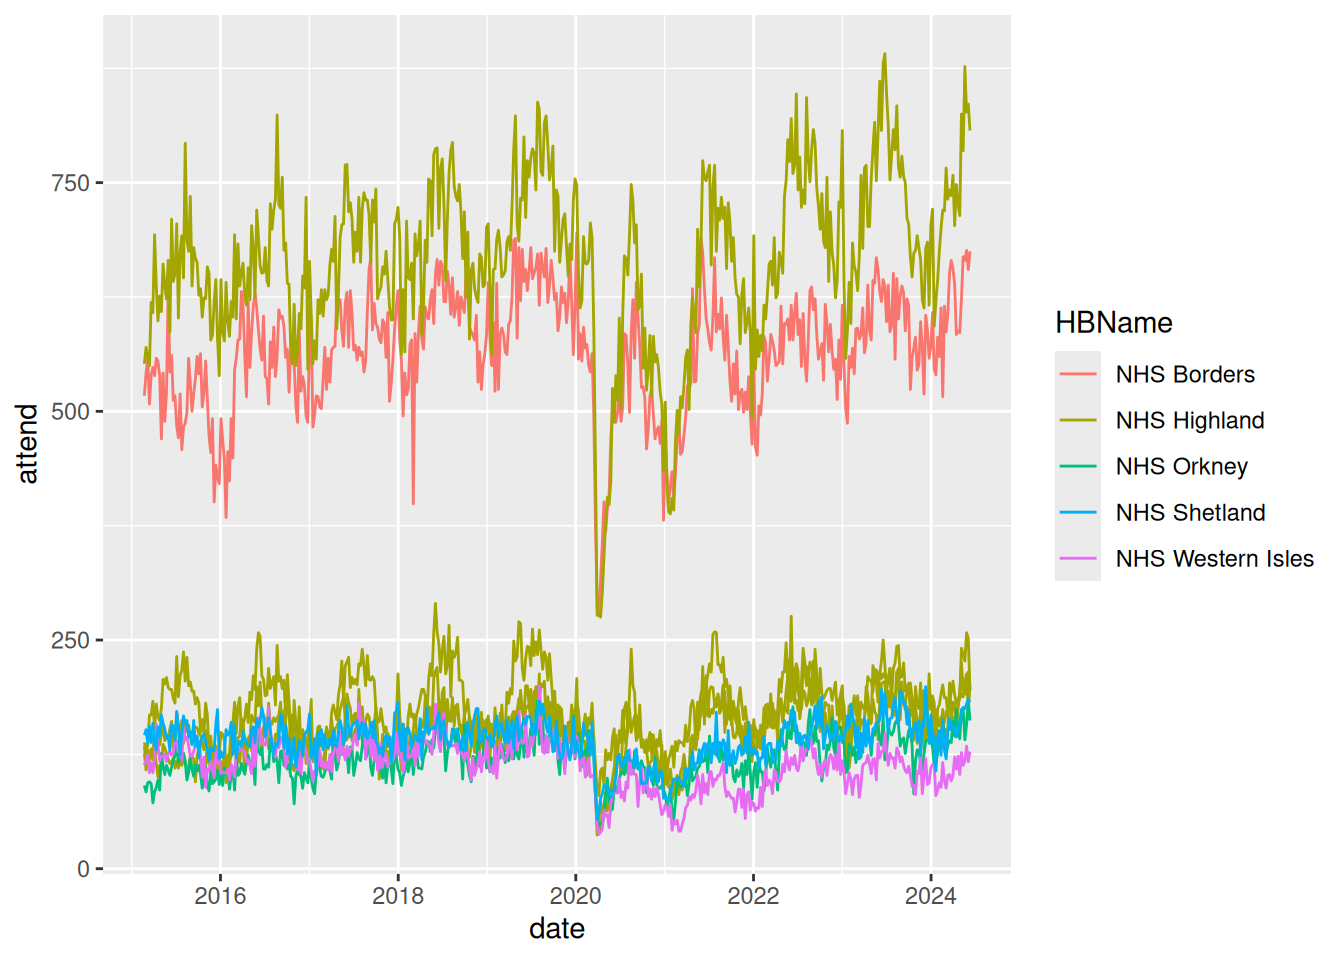 750
500
250
0
attend
2016 2018 2020 2022 2024
date
HBName
NHS Borders
NHS Highland
NHS Orkney
NHS Shetland
NHS Western Isles